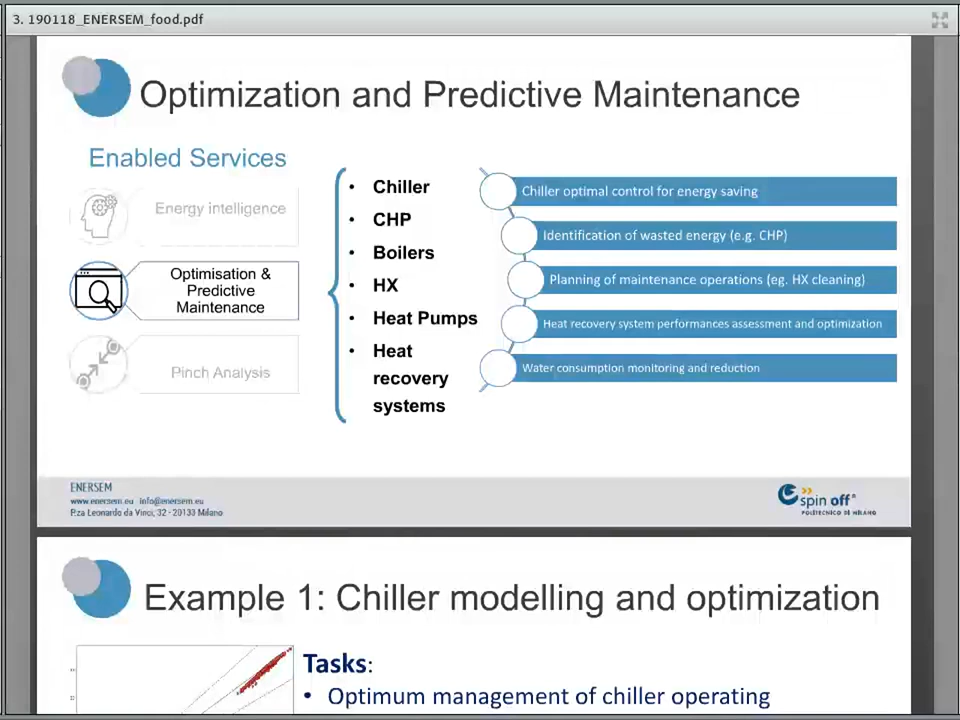 3. 190118_ENERSEM_food.pdf
Optimization and Predictive Maintenance
Enabled Services
Energy intelligence
Optimisation &
Predictive
Maintenance
Pinch Analysis
• Chiller
• CHP
• Boilers
• HX
• Heat Pumps
• Heat
recovery
systems
Chiller optimal control for energy saving
Identification of wasted energy (e.g. CHP)
Planning of maintenance operations (eg. HX cleaning)
Heat recovery system performances assessment and optimization
Water consumption monitoring and reduction
ENERSEM
www.enersem.eu info@enersem.eu
P.za Leonardo da Vinci, 32 - 20133 Milano
spin off
POLITECNICO DI MILANO
Example 1: Chiller modelling and optimization
Tasks:
• Optimum management of chiller operating